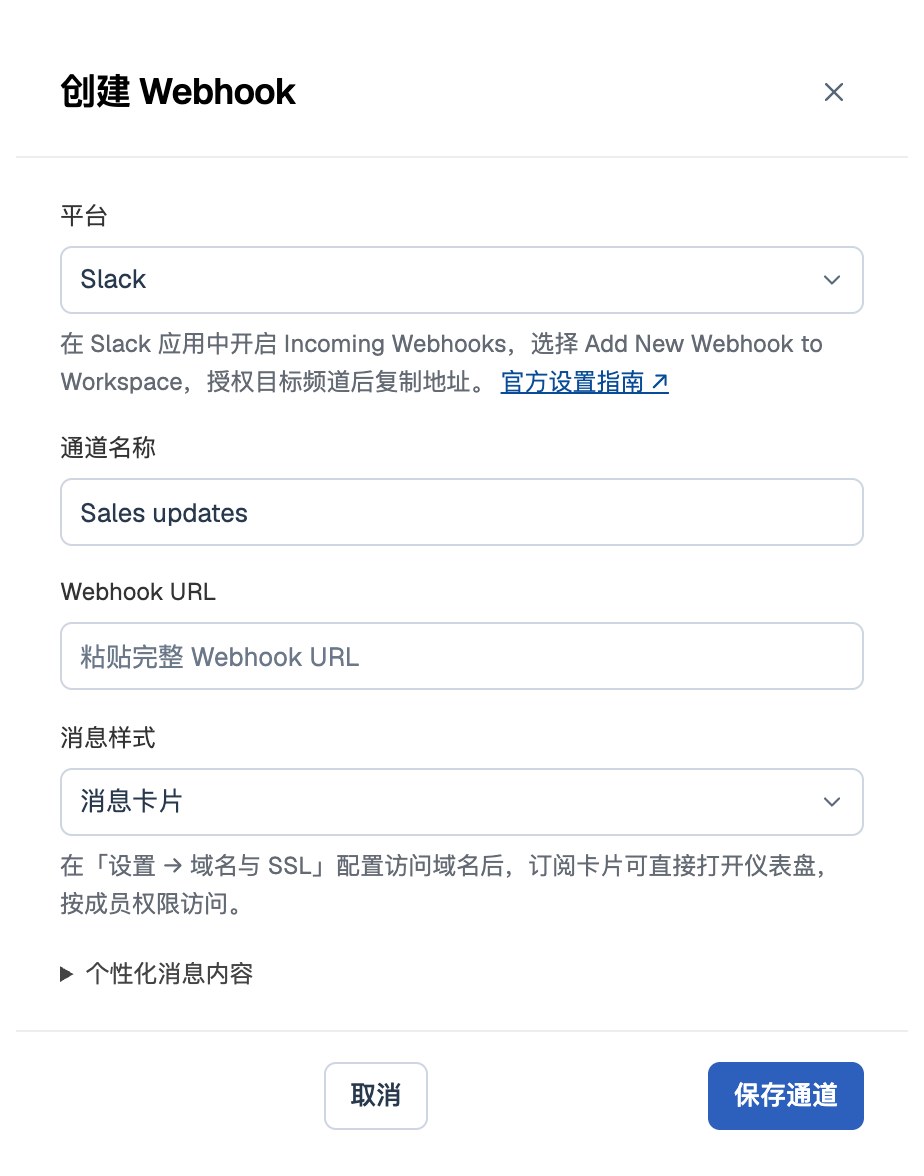 创建 Webhook
平台
Slack
在 Slack 应用中开启 Incoming Webhooks，选择 Add New Webhook to
Workspace，授权目标频道后复制地址。 官方设置指南 ↗
通道名称
Sales updates
Webhook URL
粘贴完整 Webhook URL
消息样式
消息卡片
在「设置 → 域名与 SSL」配置访问域名后，订阅卡片可直接打开仪表盘，
按成员权限访问。
▶ 个性化消息内容
取消
保存通道